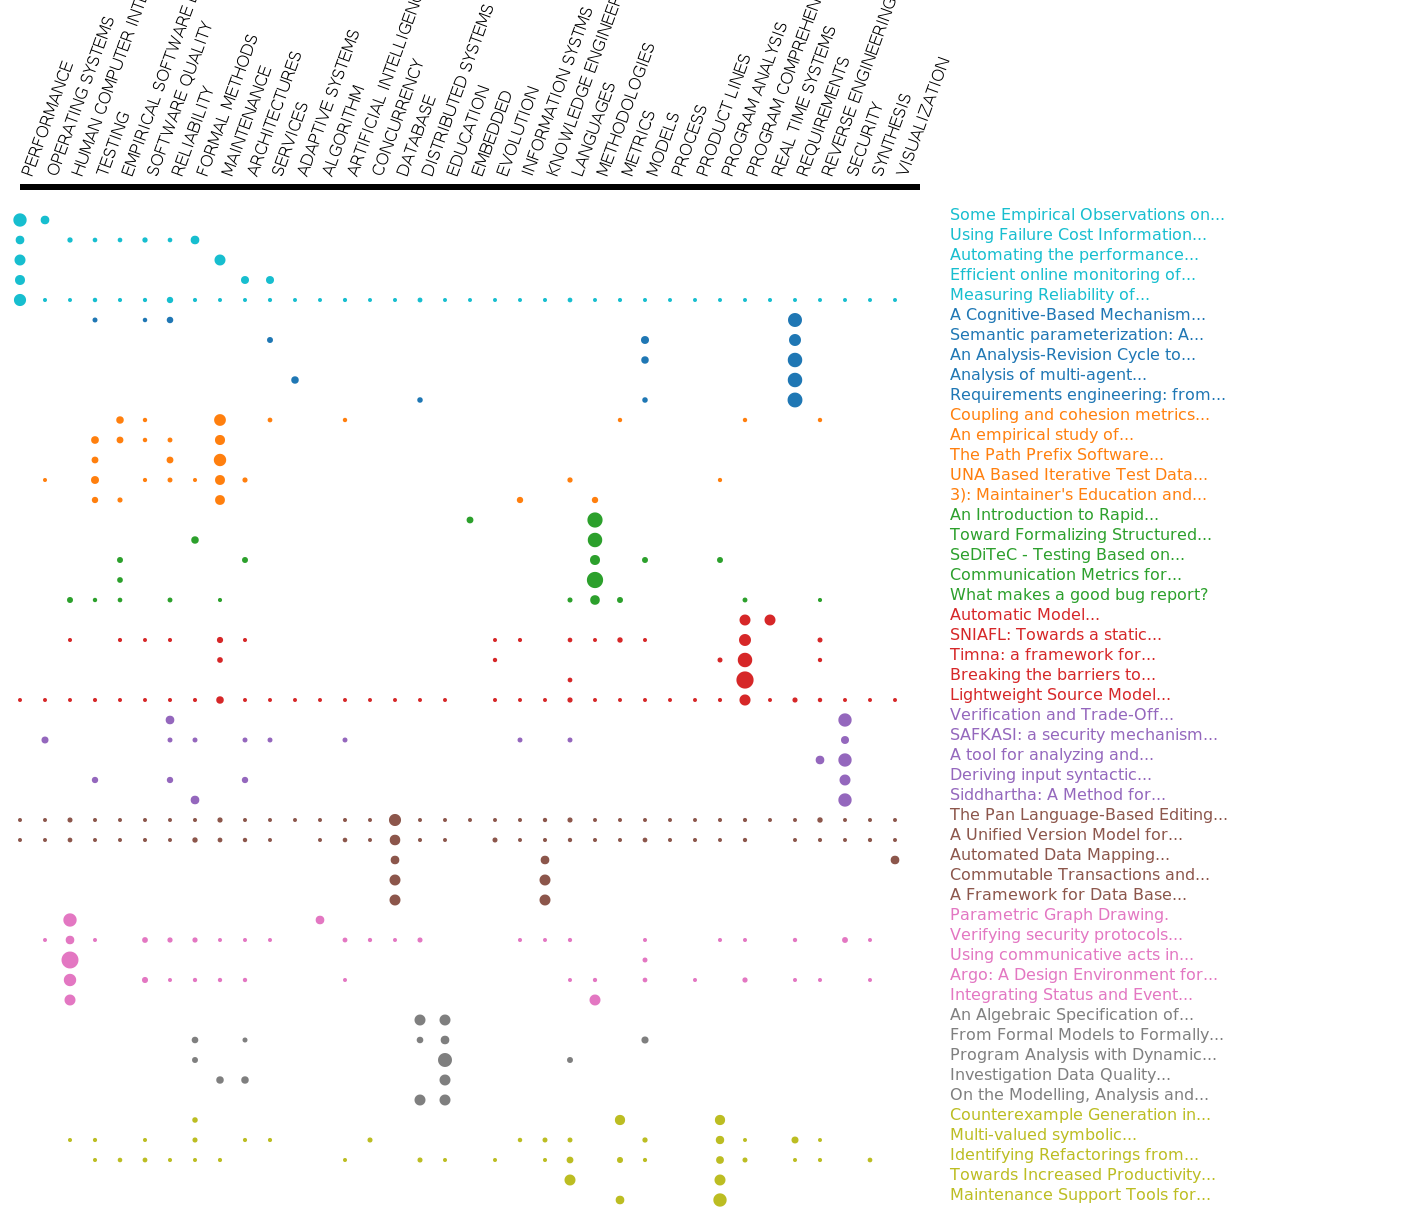 PERFORMANCE
OPERATING SYSTEMS
HUMAN COMPUTER
TESTING
EMPIRICAL SOFTWARE
SOFTWARE QUALITY
RELIABILITY
FORMAL METHODS
MAINTENANCE
ARCHITECTURES
SERVICES
ADAPTIVE SYSTEMS
ALGORITHM
ARTIFICIAL
CONCURRENCY
DATABASE
DISTRIBUTED SYSTEMS
EDUCATION
EMBEDDED
EVOLUTION
INFORMATION SYSTMS
KNOWLEDGE
LANGUAGES
METHODOLOGIES
METRICS
MODELS
PROCESS
PRODUCT LINES
PROGRAM ANALYSIS
PROGRAM
REAL TIME SYSTEMS
REQUIREMENTS
REVERSE ENGINEERING
SECURITY
SYNTHESIS
VISUALIZATION
Some Empirical Observations on...
Using Failure Cost Information...
Automating the performance...
Efficient online monitoring of...
Measuring Reliability of...
A Cognitive-Based Mechanism...
Semantic parameterization: A...
An Analysis-Revision Cycle to...
Analysis of multi-agent...
Requirements engineering: from...
Coupling and cohesion metrics...
An empirical study of...
The Path Prefix Software...
UNA Based Iterative Test Data...
3): Maintainer's Education and...
An Introduction to Rapid...
Toward Formalizing Structured...
SeDiTeC - Testing Based on...
Communication Metrics for...
What makes a good bug report?
Automatic Model...
SNIAFL: Towards a static...
Timna: a framework for...
Breaking the barriers to...
Lightweight Source Model...
Verification and Trade-Off...
SAFKASI: a security mechanism...
A tool for analyzing and...
Deriving input syntactic...
Siddhartha: A Method for...
The Pan Language-Based Editing...
A Unified Version Model for...
Automated Data Mapping...
Commutable Transactions and...
A Framework for Data Base...
Parametric Graph Drawing.
Verifying security protocols...
Using communicative acts in...
Argo: A Design Environment for...
Integrating Status and Event...
An Algebraic Specification of...
From Formal Models to Formally...
Program Analysis with Dynamic...
Investigation Data Quality...
On the Modelling, Analysis and...
Counterexample Generation in...
Multi-valued symbolic...
Identifying Refactorings from...
Towards Increased Productivity...
Maintenance Support Tools for...